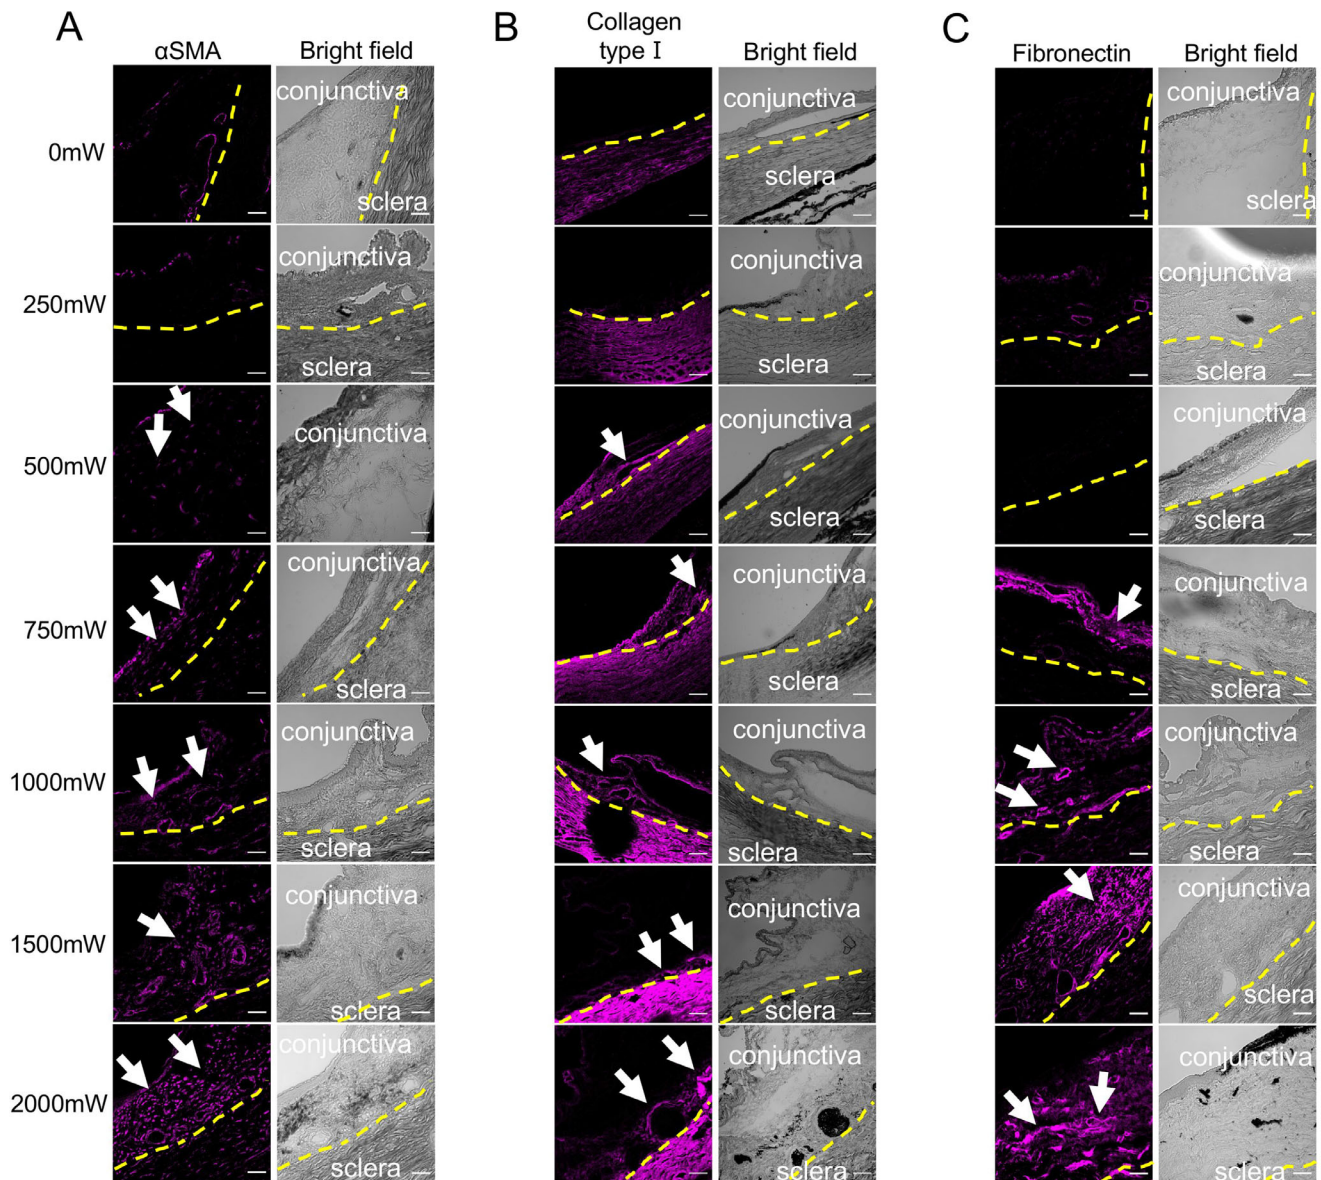 A
B
C
αSMA
Bright field
Collagen
type I
Bright field
Fibronectin
Bright field
0mW
conjunctiva
sclera
conjunctiva
sclera
conjunctiva
sclera
250mW
conjunctiva
sclera
conjunctiva
sclera
conjunctiva
sclera
500mW
conjunctiva
conjunctiva
sclera
conjunctiva
sclera
750mW
conjunctiva
sclera
conjunctiva
sclera
conjunctiva
sclera
1000mW
conjunctiva
sclera
conjunctiva
sclera
conjunctiva
sclera
1500mW
conjunctiva
sclera
conjunctiva
sclera
conjunctiva
sclera
2000mW
conjunctiva
sclera
conjunctiva
sclera
conjunctiva
sclera